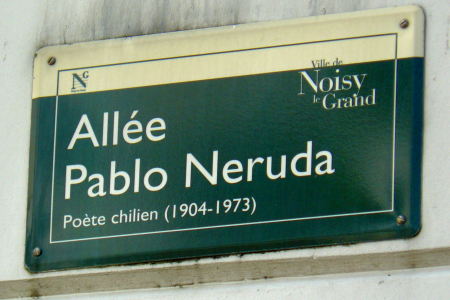 Ville de
Noisy
le Grand
Allée
Pablo Neruda
Poète chilien (1904-1973)